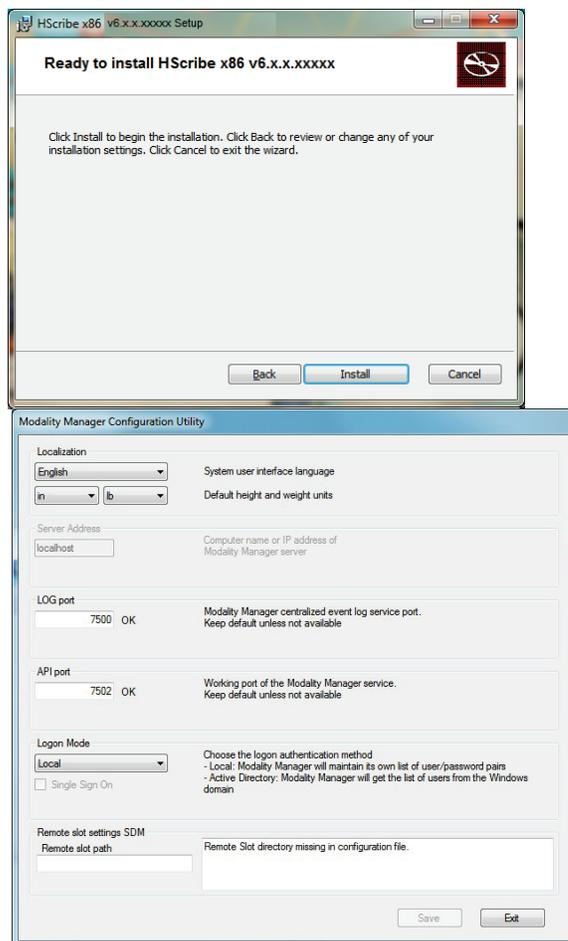 HScribe x86 v6.x.x.xxxxx Setup
Ready to install HScribe x86 v6.x.x.xxxxx
Click Install to begin the installation. Click Back to review or change any of your
installation settings. Click Cancel to exit the wizard.
Back Install Cancel
Modality Manager Configuration Utility
Localization
English System user interface language
in lb Default height and weight units
Server Address
localhost Computer name or IP address of
Modality Manager server
LOG port
7500 OK Modality Manager centralized event log service port.
Keep default unless not available
API port
7502 OK Working port of the Modality Manager service.
Keep default unless not available
Logon Mode
Local Choose the logon authentication method
- Local: Modality Manager will maintain its own list of user/password pairs
Single Sign On - Active Directory: Modality Manager will get the list of users from the Windows
domain
Remote slot settings SDM
Remote slot path Remote Slot directory missing in configuration file.
Save Exit